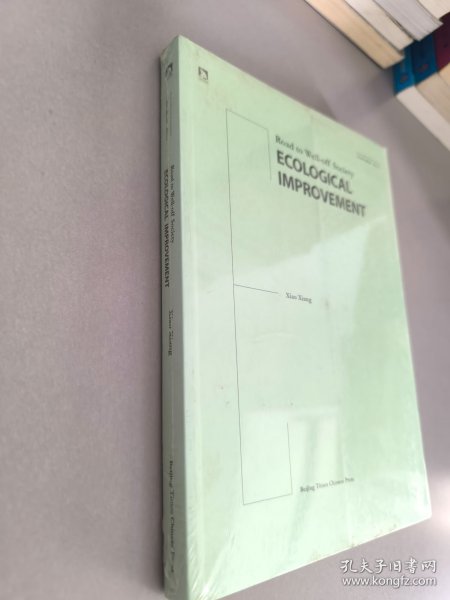 Road to Well-off Society
ECOLOGICAL
IMPROVEMENT
Xiao Xiang
Beijing Times Chinese Press
Road to Well-off Society
ECOLOGICAL IMPROVEMENT
Xiao Xiang
Beijing Times Chinese Press
孔夫子旧书网
www.kongfz.com